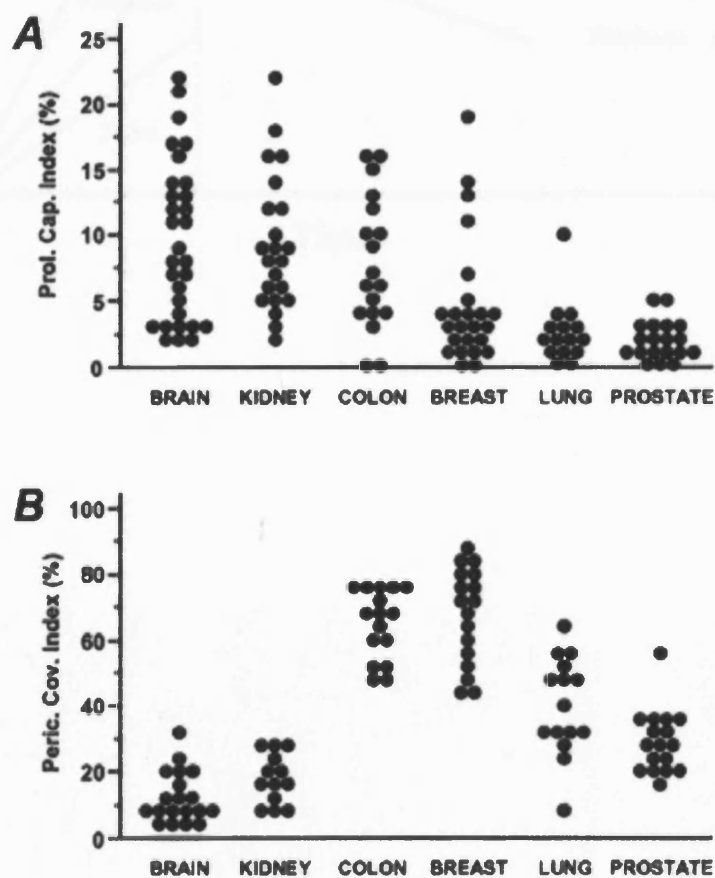 A
Prol. Cap. Index (%)
25
20
15
10
5
0
BRAIN KIDNEY COLON BREAST LUNG PROSTATE
B
Peric. Cov. Index (%)
100
80
60
40
20
0
BRAIN KIDNEY COLON BREAST LUNG PROSTATE